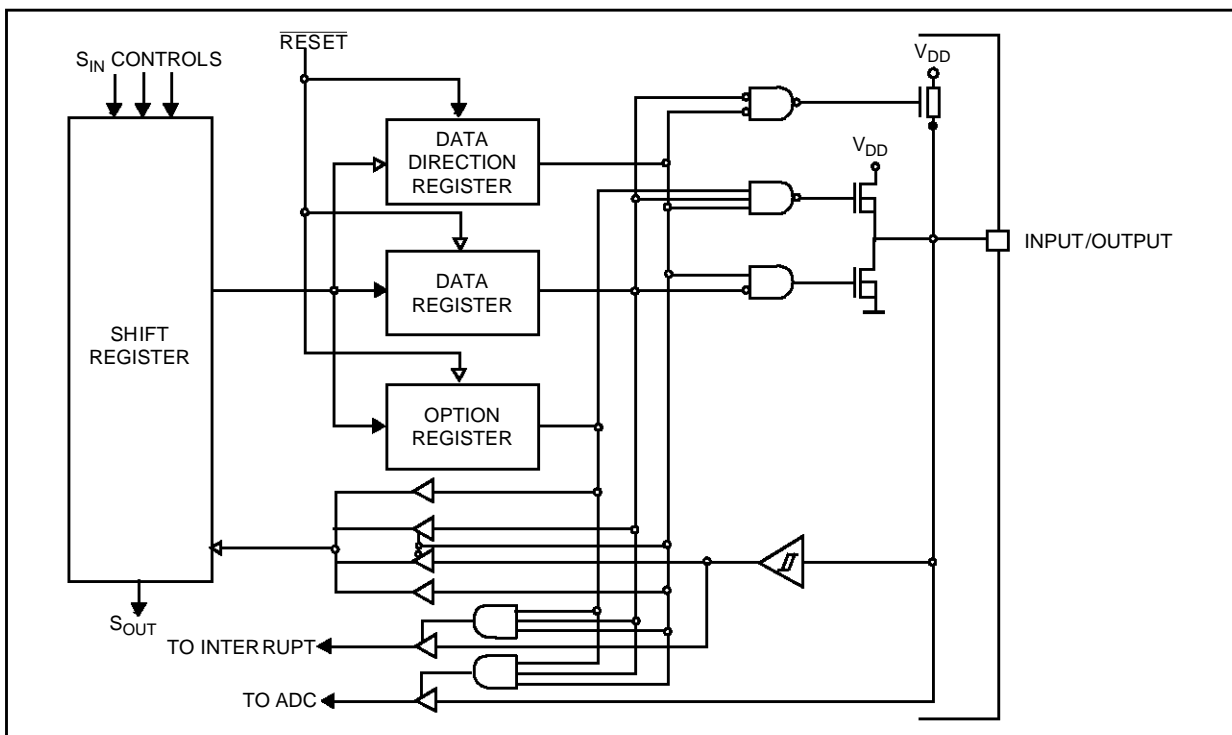 S_IN CONTROLS
RESET
V_DD
DATA
DIRECTION
REGISTER
V_DD
INPUT/OUTPUT
DATA
REGISTER
SHIFT
REGISTER
OPTION
REGISTER
S_OUT
TO INTERRUPT
TO ADC